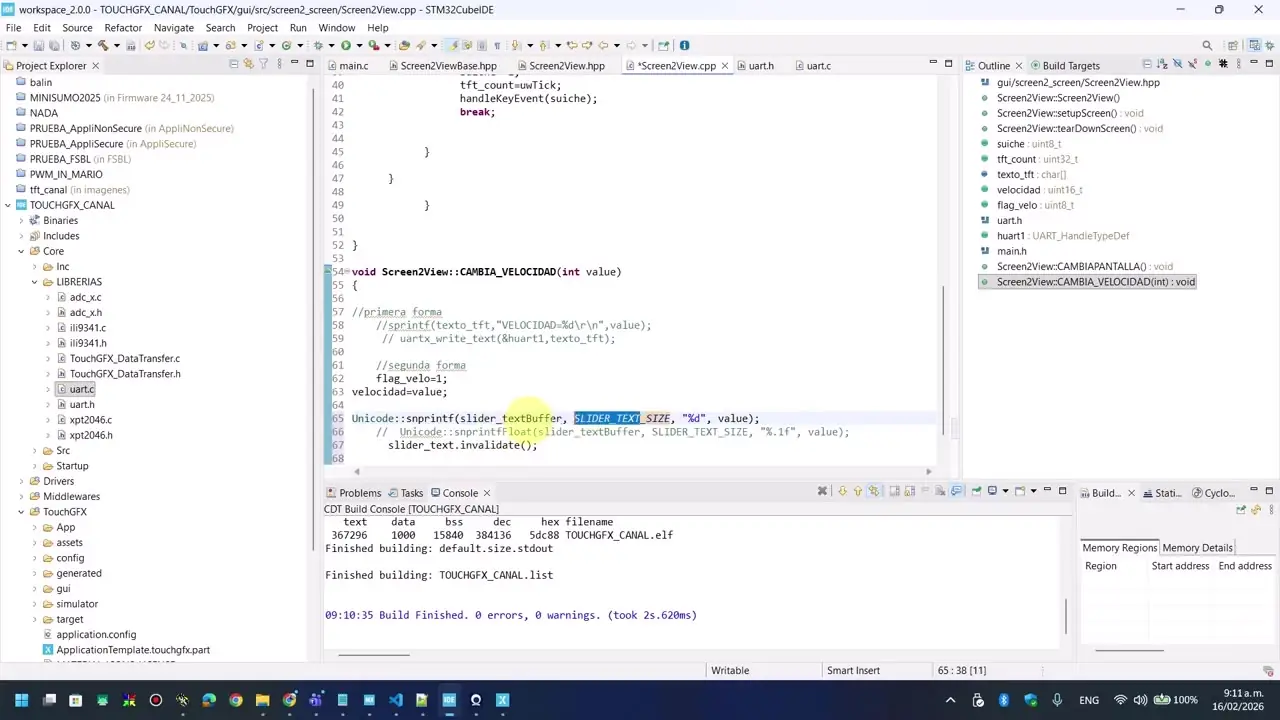 workspace_2.0.0 - TOUCHGFX_CANAL/TouchGFX/gui/src/screen2_screen/Screen2View.cpp - STM32CubeIDE
File Edit Source Refactor Navigate Search Project Run Window Help
Project Explorer
balin
MINISUMO2025 (in Firmware 24_11_2025)
NADA
PRUEBA_AppliNonSecure (in AppliNonSecure)
PRUEBA_AppliSecure (in AppliSecure)
PRUEBA_FSBL (in FSBL)
PWM_IN_MARIO
tft_canal (in imagenes)
TOUCHGFX_CANAL
Binaries
Includes
Core
Inc
LIBRERIAS
adc_x.c
adc_x.h
ili9341.c
ili9341.h
TouchGFX_DataTransfer.c
TouchGFX_DataTransfer.h
uart.c
uart.h
xpt2046.c
xpt2046.h
Src
Startup
Drivers
Middlewares
TouchGFX
App
assets
config
generated
gui
simulator
target
application.config
ApplicationTemplate.touchgfx.part
main.c Screen2ViewBase.hpp Screen2View.hpp *Screen2View.cpp uart.h uart.c
40 tft_count=uwTick;
41 handleKeyEvent(suiche);
42 break;
43
44
45 }
46
47 }
48
49 }
50
51
52 }
53
54 void Screen2View::CAMBIA_VELOCIDAD(int value)
55 {
56
57 //primera forma
58 //sprintf(texto_tft,"VELOCIDAD=%d\r\n",value);
59 // uartx_write_text(&huart1,texto_tft);
60
61 //segunda forma
62 flag_velo=1;
63 velocidad=value;
64
65 Unicode::snprintf(slider_textBuffer, SLIDER_TEXT_SIZE, "%d", value);
66 // Unicode::snprintfFloat(slider_textBuffer, SLIDER_TEXT_SIZE, "%.1f", value);
67 slider_text.invalidate();
68
Outline Build Targets
gui/screen2_screen/Screen2View.hpp
Screen2View::Screen2View()
Screen2View::setupScreen() : void
Screen2View::tearDownScreen() : void
suiche : uint8_t
tft_count : uint32_t
texto_tft : char[]
velocidad : uint16_t
flag_velo : uint8_t
uart.h
huart1 : UART_HandleTypeDef
main.h
Screen2View::CAMBIAPANTALLA() : void
Screen2View::CAMBIA_VELOCIDAD(int) : void
Problems Tasks Console
CDT Build Console [TOUCHGFX_CANAL]
text data bss dec hex filename
367296 1000 15840 384136 5dc88 TOUCHGFX_CANAL.elf
Finished building: default.size.stdout
Finished building: TOUCHGFX_CANAL.list
09:10:35 Build Finished. 0 errors, 0 warnings. (took 2s.620ms)
Build... Stati... Cyclo...
Memory Regions Memory Details
Region Start address End address
Writable Smart Insert 65 : 38 [11]
ENG 100% 9:11 a.m.
16/02/2026